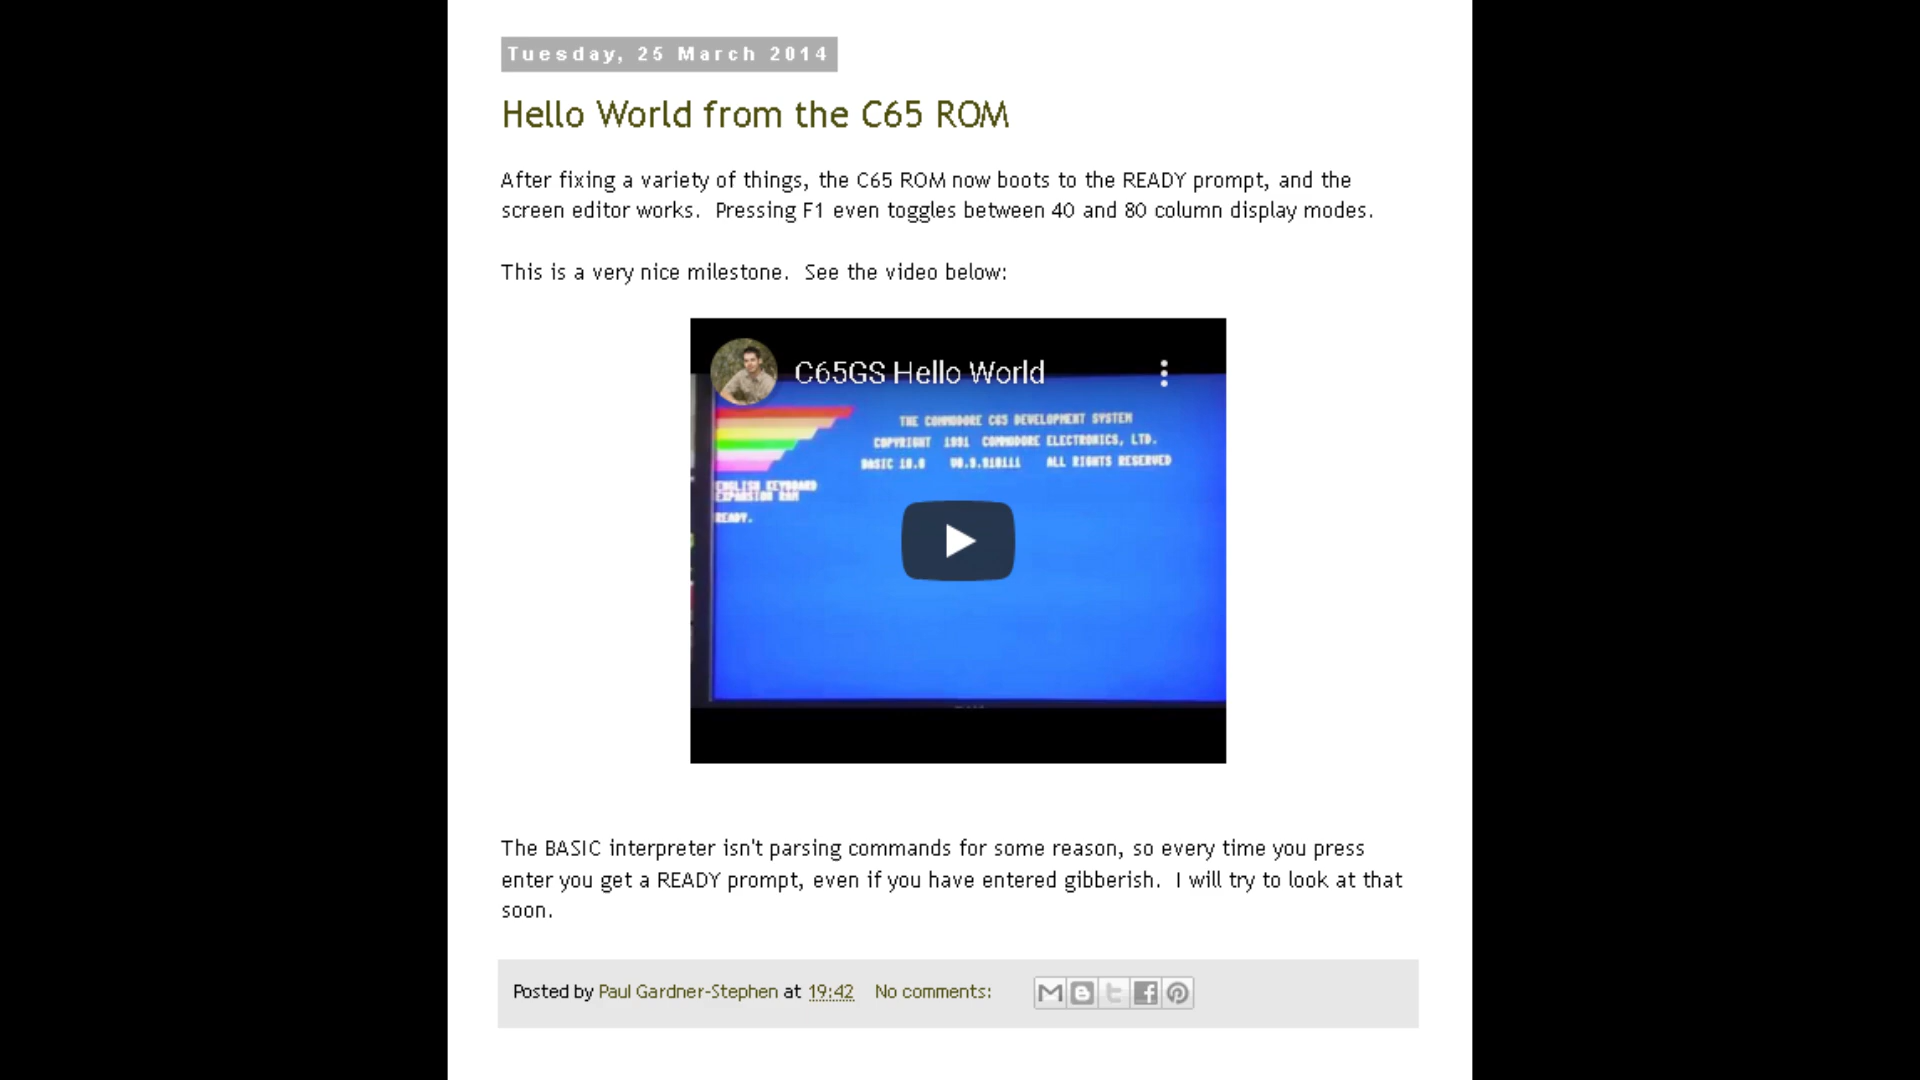 Tuesday, 25 March 2014
Hello World from the C65 ROM
After fixing a variety of things, the C65 ROM now boots to the READY prompt, and the
screen editor works.  Pressing F1 even toggles between 40 and 80 column display modes.
This is a very nice milestone.  See the video below:
C65GS Hello World
THE COMMODORE C65 DEVELOPMENT SYSTEM
COPYRIGHT 1991 COMMODORE ELECTRONICS, LTD.
BASIC 10.0 V0.9.910111 ALL RIGHTS RESERVED
ENGLISH KEYBOARD
EXPANSION RAM
READY.
The BASIC interpreter isn't parsing commands for some reason, so every time you press
enter you get a READY prompt, even if you have entered gibberish.  I will try to look at that
soon.
Posted by Paul Gardner-Stephen at 19:42 No comments: